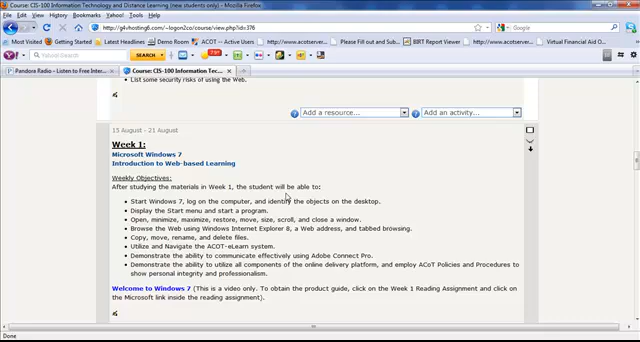 Course: CIS-100 Information Technology and Distance Learning (new students only) - Mozilla Firefox
File Edit View History Bookmarks Yahoo! Tools Help
http://g4vhosting6.com/~logon2co/course/view.php?id=376
Google
Most Visited Getting Started Latest Headlines Demo Room ACOT -- Avient Students http://www.acotserver... Please Fill out and Sub... BIRT Report Viewer http://www.acotserver... Virtual Financial Aid O...
Yahoo! Search SEARCH
Pandora Radio - Listen to Free Inter... Course: CIS-100 Information Tec...
List some security risks of using the Web.
Add a resource... Add an activity...
15 August - 21 August
Week 1:
Microsoft Windows 7
Introduction to Web-based Learning
Weekly Objectives:
After studying the materials in Week 1, the student will be able to:
Start Windows 7, log on the computer, and identify the objects on the desktop.
Display the Start menu and start a program.
Open, minimize, maximize, restore, move, size, scroll, and close a window.
Browse the Web using Windows Internet Explorer 8, a Web address, and tabbed browsing.
Copy, move, rename, and delete files.
Utilize and Navigate the ACOT-eLearn system.
Demonstrate the ability to communicate effectively using Adobe Connect Pro.
Demonstrate the ability to utilize all components of the online delivery platform, and employ ACoT Policies and Procedures to
show personal integrity and professionalism.
Welcome to Windows 7 (This is a video only. To obtain the product guide, click on the Week 1 Reading Assignment and click on
the Microsoft link inside the reading assignment).
Done